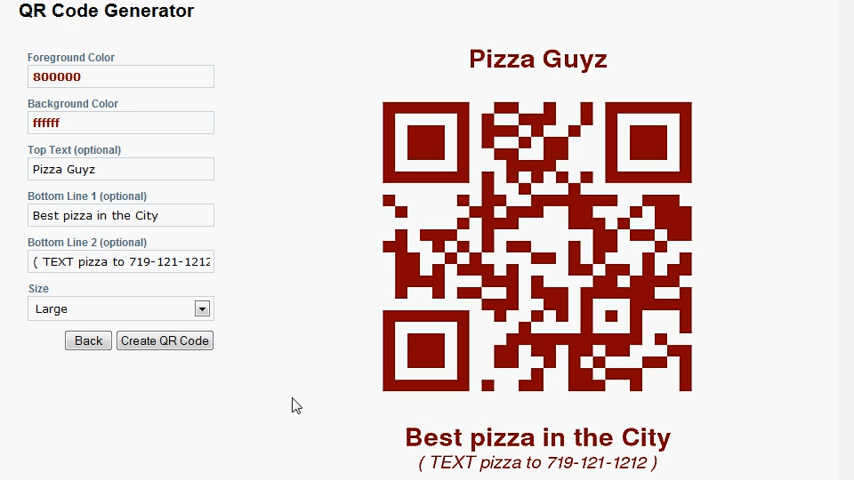 QR Code Generator
Foreground Color
800000
Background Color
ffffff
Top Text (optional)
Pizza Guyz
Bottom Line 1 (optional)
Best pizza in the City
Bottom Line 2 (optional)
( TEXT pizza to 719-121-1212
Size
Large
Back
Create QR Code
Pizza Guyz
Best pizza in the City
( TEXT pizza to 719-121-1212 )